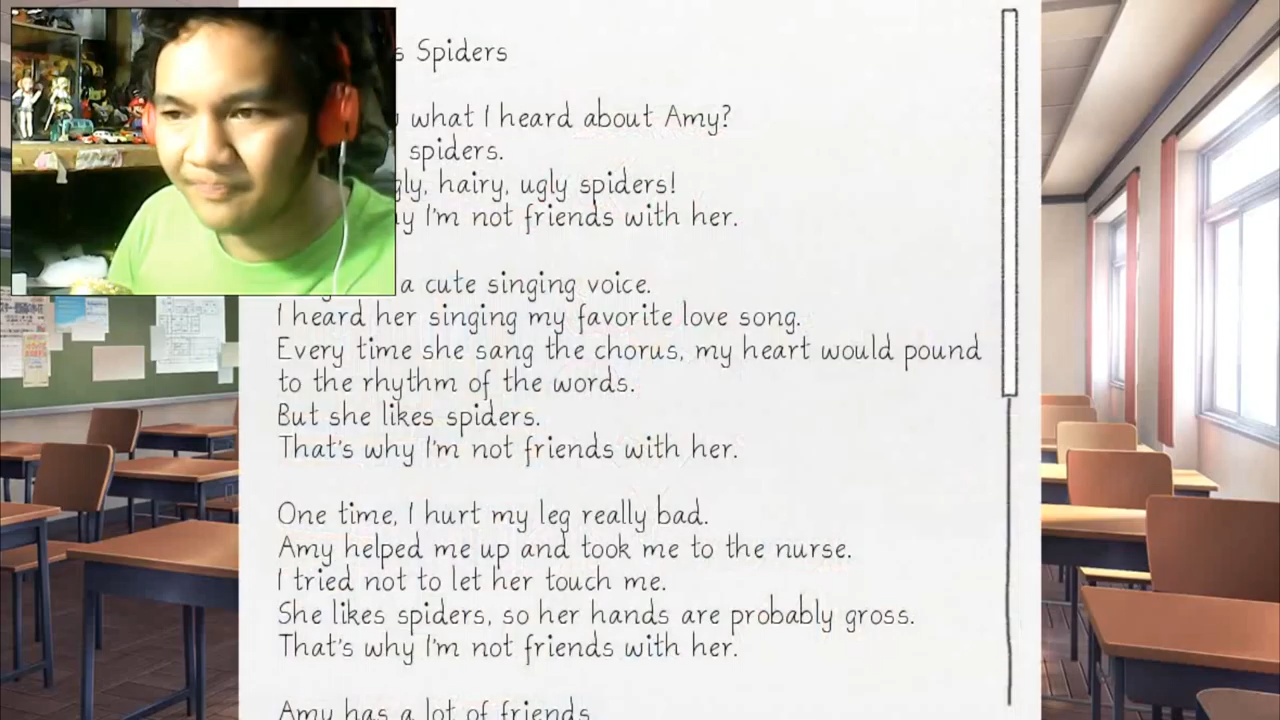 Spiders
what I heard about Amy?
spiders.
hairy, ugly spiders!
I'm not friends with her.
a cute singing voice.
I heard her singing my favorite love song.
Every time she sang the chorus, my heart would pound
to the rhythm of the words.
But she likes spiders.
That's why I'm not friends with her.
One time, I hurt my leg really bad.
Amy helped me up and took me to the nurse.
I tried not to let her touch me.
She likes spiders, so her hands are probably gross.
That's why I'm not friends with her.
Amy has a lot of friends